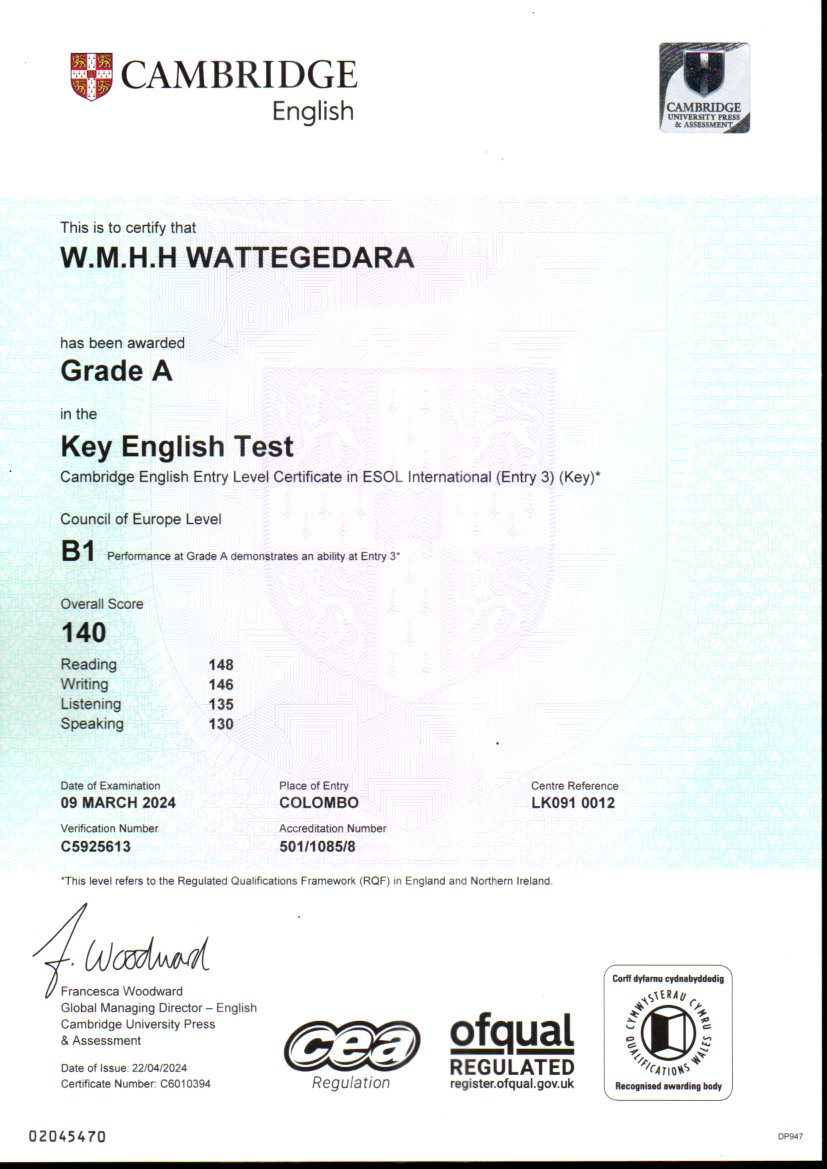 CAMBRIDGE
English
CAMBRIDGE
UNIVERSITY PRESS
& ASSESSMENT
This is to certify that
W.M.H.H WATTEGEDARA
has been awarded
Grade A
in the
Key English Test
Cambridge English Entry Level Certificate in ESOL International (Entry 3) (Key)*
Council of Europe Level
B1 Performance at Grade A demonstrates an ability at Entry 3*
Overall Score
140
Reading 148
Writing 146
Listening 135
Speaking 130
Date of Examination Place of Entry Centre Reference
09 MARCH 2024 COLOMBO LK091 0012
Verification Number Accreditation Number
C5925613 501/1085/8
*This level refers to the Regulated Qualifications Framework (RQF) in England and Northern Ireland.
F. Woodward
Francesca Woodward
Global Managing Director – English
Cambridge University Press
& Assessment
Date of Issue: 22/04/2024
Certificate Number: C6010394
cea
Regulation
ofqual
REGULATED
register.ofqual.gov.uk
Corff dyfarnu cydnabyddedig
CYMWYSTERAU CYMRU
QUALIFICATIONS WALES
Recognised awarding body
02045470
DP947